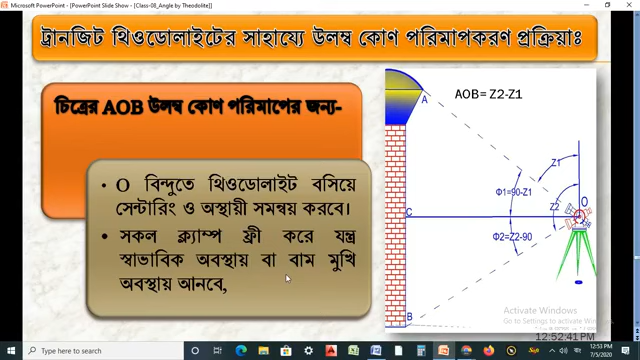 Microsoft PowerPoint - PowerPoint Slide Show - [Class-08_Angle by Theodolite]
ট্রানজিট থিওডোলাইটের সাহায্যে উলম্ব কোণ পরিমাপকরণ প্রক্রিয়াঃ
চিত্রের AOB উলম্ব কোণ পরিমাপের জন্য-
• O বিন্দুতে থিওডোলাইট বসিয়ে
সেন্টারিং ও অস্থায়ী সমন্বয় করবে।
• সকল ক্ল্যাম্প ফ্রী করে যন্ত্র
স্বাভাবিক অবস্থায় বা বাম মুখি
অবস্থায় আনবে,
AOB= Z2-Z1
A
Z1
O
Φ1=90-Z1
Z2
C
Φ2=Z2-90
B
Activate Windows
Go to Settings to activate Windows.
12:52:41 PM
Type here to search
12:53 PM
7/5/2020